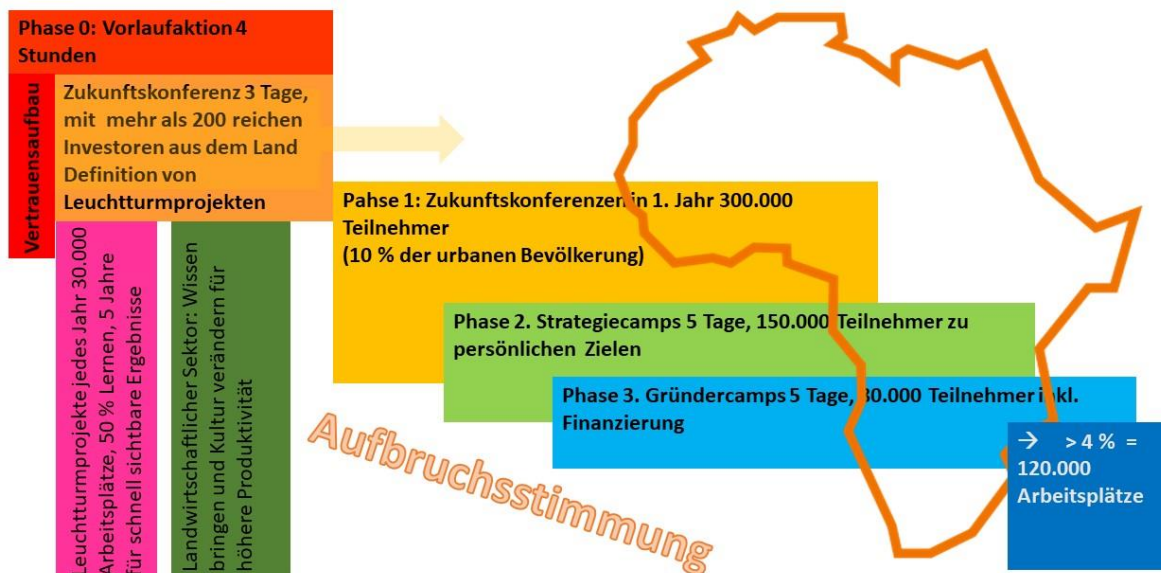 Phase 0: Vorlaufaktion 4
Stunden
Vertrauensaufbau
Zukunftskonferenz 3 Tage,
mit mehr als 200 reichen
Investoren aus dem Land
Definition von
Leuchtturmprojekten
Leuchtturmprojekte jedes Jahr 30.000
Arbeitsplätze, 50 % Lernen, 5 Jahre
für schnell sichtbare Ergebnisse
Landwirtschaftlicher Sektor: Wissen
bringen und Kultur verändern für
höhere Produktivität
Pahse 1: Zukunftskonferenzen in 1. Jahr 300.000
Teilnehmer
(10 % der urbanen Bevölkerung)
Phase 2. Strategiecamps 5 Tage, 150.000 Teilnehmer zu
persönlichen Zielen
Phase 3. Gründercamps 5 Tage, Teilnehmer inkl.
Finanzierung
→ > 4 % =
120.000
Arbeitsplätze
Aufbruchsstimmung